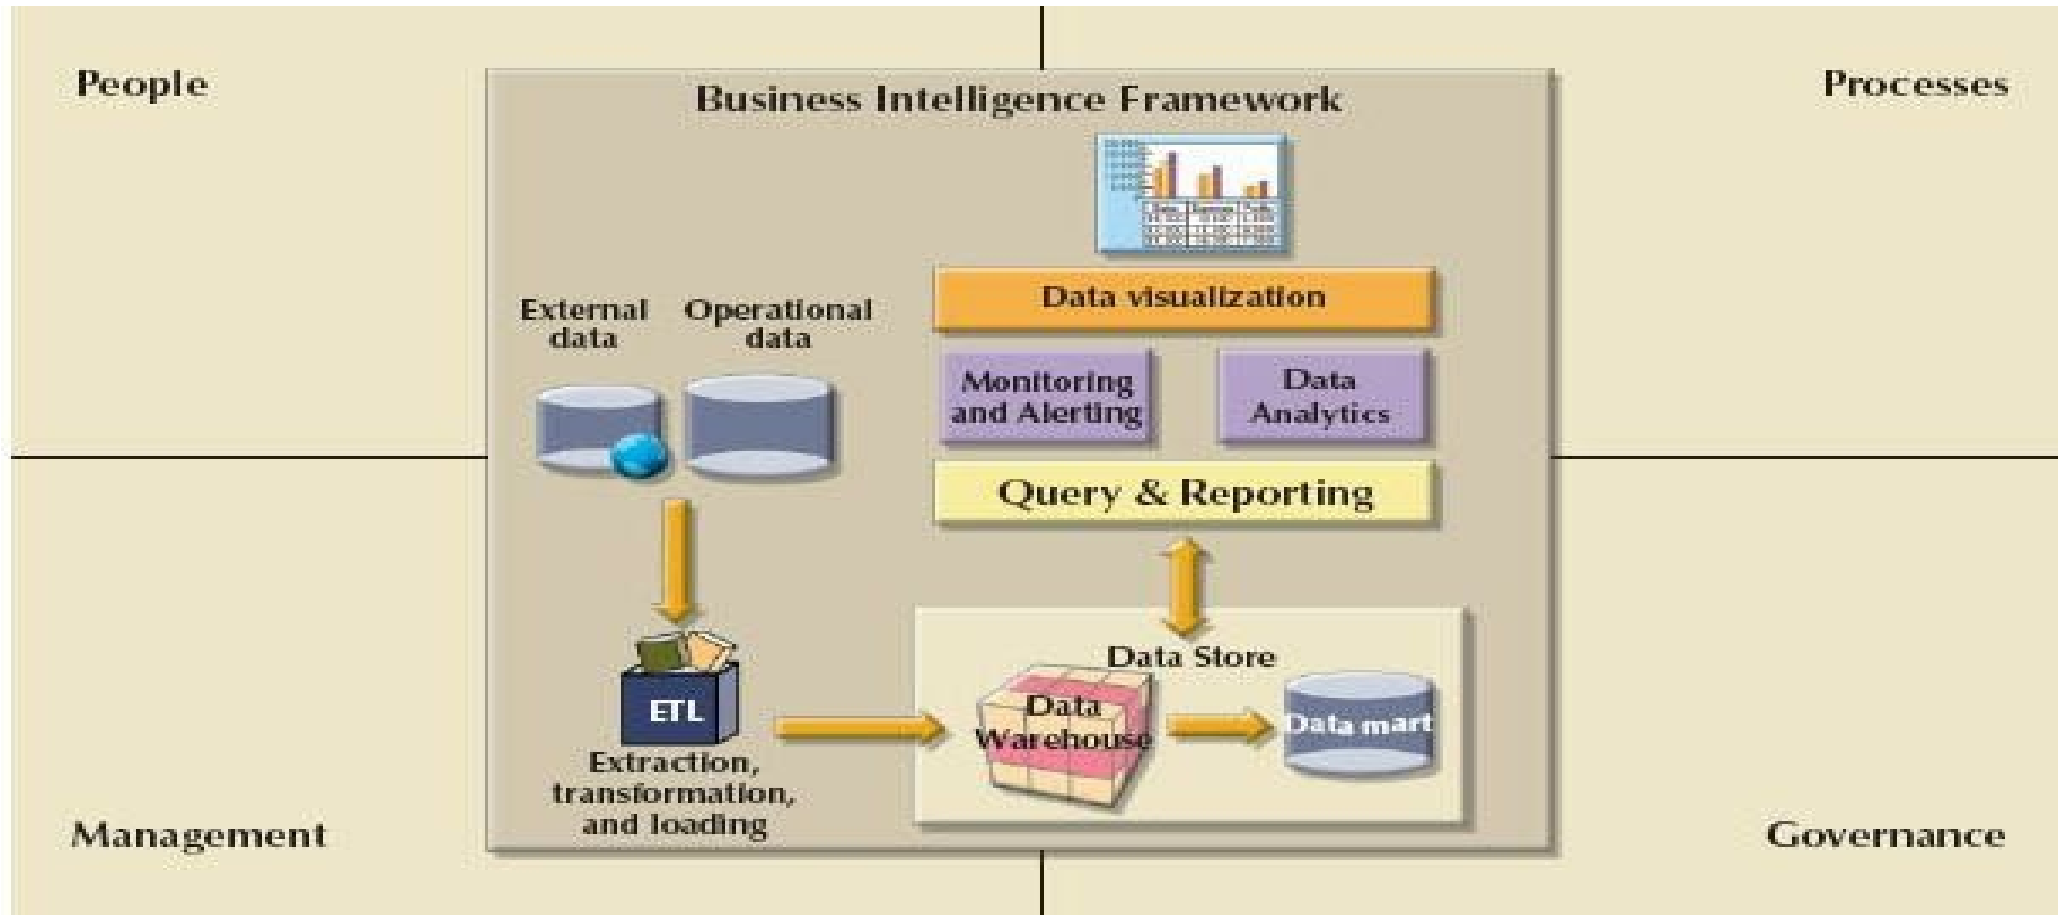 People
Processes
Business Intelligence Framework
Data visualization
External
data
Operational
data
Monitoring
and Alerting
Data
Analytics
Query & Reporting
Data Store
Data
Warehouse
Data mart
ETL
Extraction,
transformation,
and loading
Management
Governance